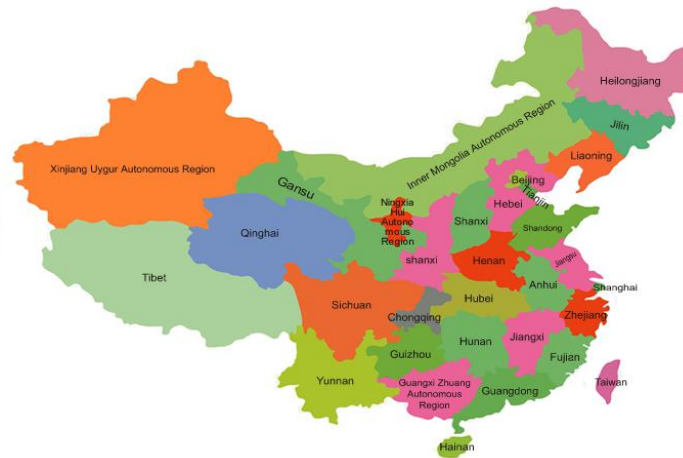 Heilongjiang
Jilin
Liaoning
Inner Mongolia Autonomous Region
Xinjiang Uygur Autonomous Region
Gansu
Beijing
Tianjin
Hebei
Ningxia
Hui
Autono
mous
Region
Shanxi
Shandong
Qinghai
shanxi
Henan
Jiangsu
Tibet
Anhui
Shanghai
Sichuan
Hubei
Chongqing
Zhejiang
Hunan
Jiangxi
Guizhou
Fujian
Yunnan
Guangxi Zhuang
Autonomous
Region
Guangdong
Taiwan
Hainan